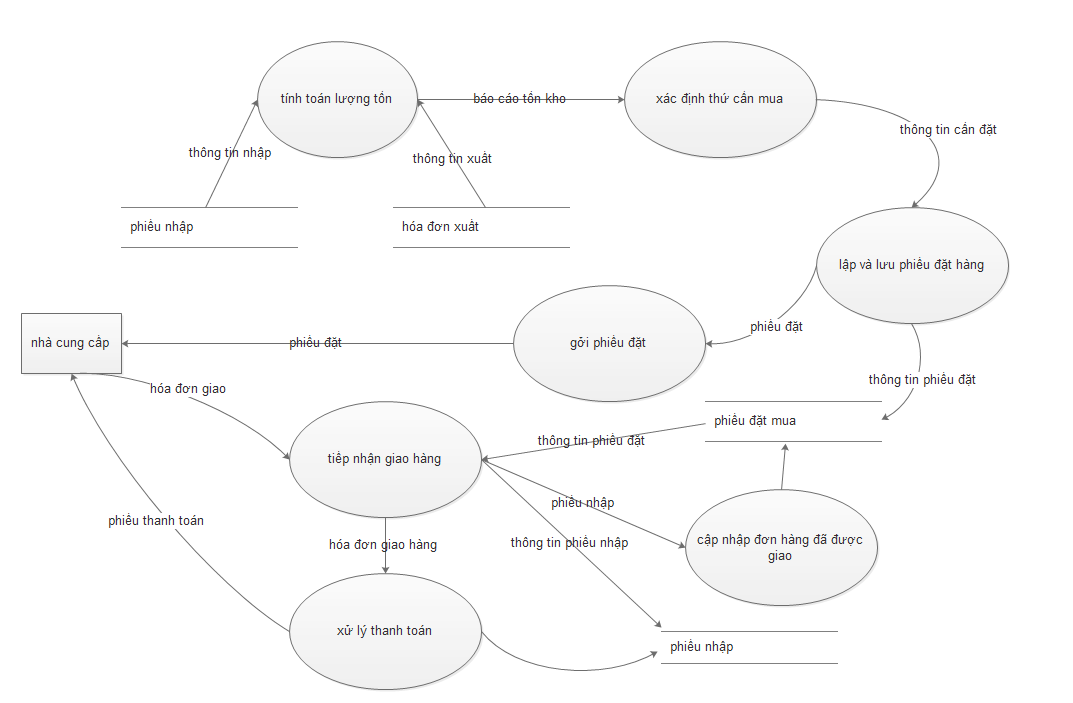 tính toán lượng tồn
báo cáo tồn kho
xác định thứ cần mua
thông tin cần đặt
thông tin nhập
thông tin xuất
phiếu nhập
hóa đơn xuất
lập và lưu phiếu đặt hàng
phiếu đặt
nhà cung cấp
phiếu đặt
gởi phiếu đặt
thông tin phiếu đặt
hóa đơn giao
phiếu đặt mua
thông tin phiếu đặt
tiếp nhận giao hàng
phiếu nhập
phiếu thanh toán
hóa đơn giao hàng
thông tin phiếu nhập
cập nhập đơn hàng đã được
giao
xử lý thanh toán
phiếu nhập